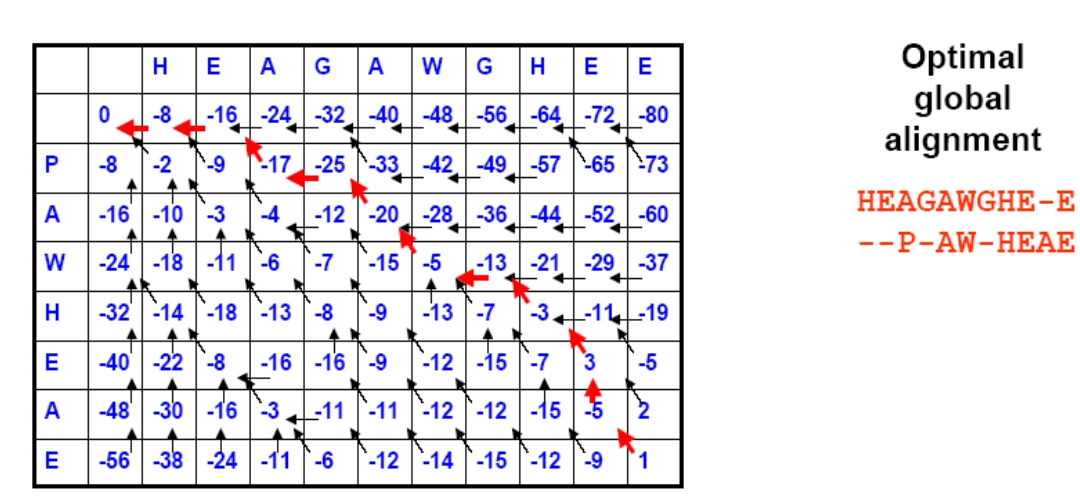 H E A G A W G H E E
0 -8 -16 -24 -32 -40 -48 -56 -64 -72 -80
P -8 -2 -9 -17 -25 -33 -42 -49 -57 -65 -73
A -16 -10 -3 -4 -12 -20 -28 -36 -44 -52 -60
W -24 -18 -11 -6 -7 -15 -5 -13 -21 -29 -37
H -32 -14 -18 -13 -8 -9 -13 -7 -3 -11 -19
E -40 -22 -8 -16 -16 -9 -12 -15 -7 3 -5
A -48 -30 -16 -3 -11 -11 -12 -12 -15 -5 2
E -56 -38 -24 -11 -6 -12 -14 -15 -12 -9 1
Optimal
global
alignment
HEAGAWGHE-E
--P-AW-HEAE